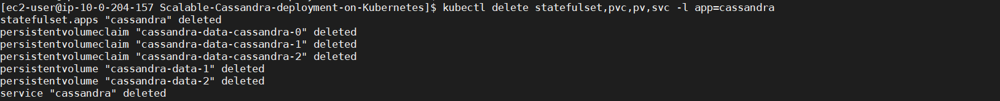 [ec2-user@ip-10-0-204-157 Scalable-Cassandra-deployment-on-Kubernetes]$ kubectl delete statefulset,pvc,pv,svc -l app=cassandra
statefulset.apps "cassandra" deleted
persistentvolumeclaim "cassandra-data-cassandra-0" deleted
persistentvolumeclaim "cassandra-data-cassandra-1" deleted
persistentvolumeclaim "cassandra-data-cassandra-2" deleted
persistentvolume "cassandra-data-1" deleted
persistentvolume "cassandra-data-2" deleted
service "cassandra" deleted